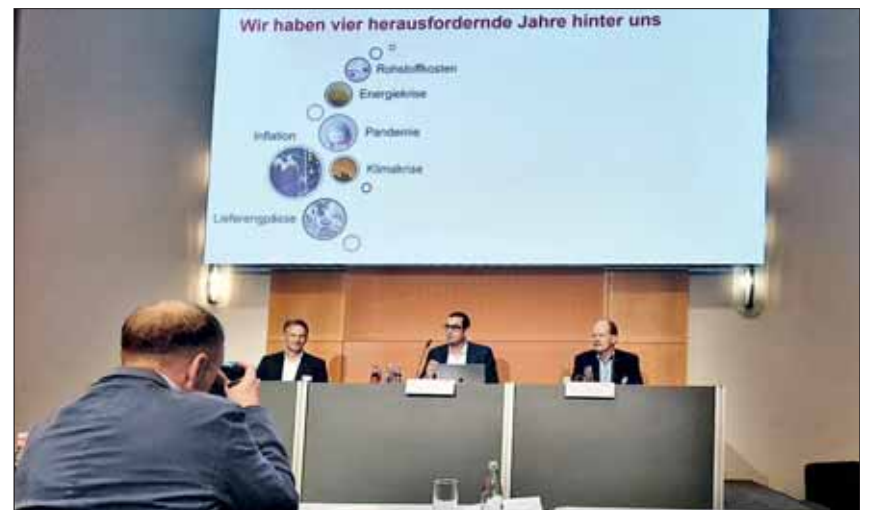 Wir haben vier herausfordernde Jahre hinter uns
Rohstoffkosten
Energiekrise
Inflation
Pandemie
Klimakrise
Lieferengpässe